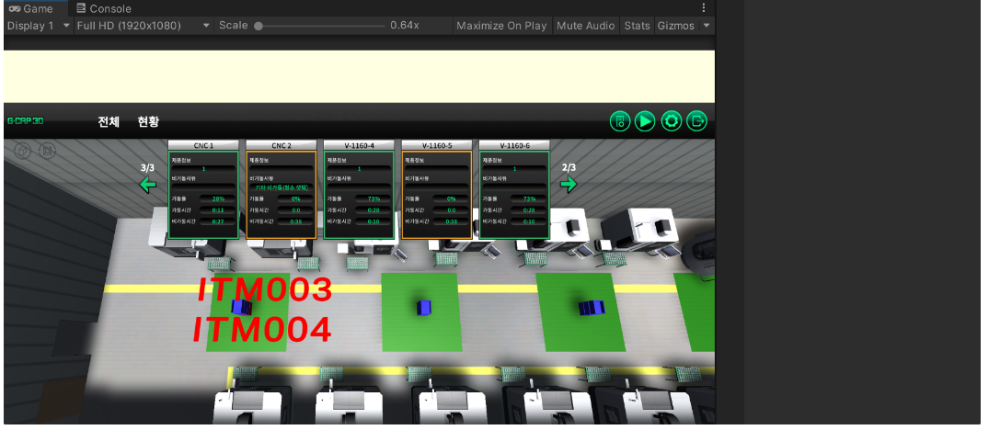 Game Console
Display 1 Full HD (1920x1080) Scale 0.64x Maximize On Play Mute Audio Stats Gizmos
G-CAP 3D 전체 현황
3/3
2/3
CNC 1
제품정보
1
비가동사유
가동률 28%
가동시간 0:11
비가동시간 0:27
CNC 2
제품정보
비가동사유
기타 비가동(청소 셋팅)
가동률 0%
가동시간 0:0
비가동시간 0:38
V-1160-4
제품정보
1
비가동사유
가동률 73%
가동시간 0:28
비가동시간 0:10
V-1160-5
제품정보
비가동사유
가동률 0%
가동시간 0:0
비가동시간 0:38
V-1160-6
제품정보
1
비가동사유
가동률 73%
가동시간 0:28
비가동시간 0:10
ITM003
ITM004